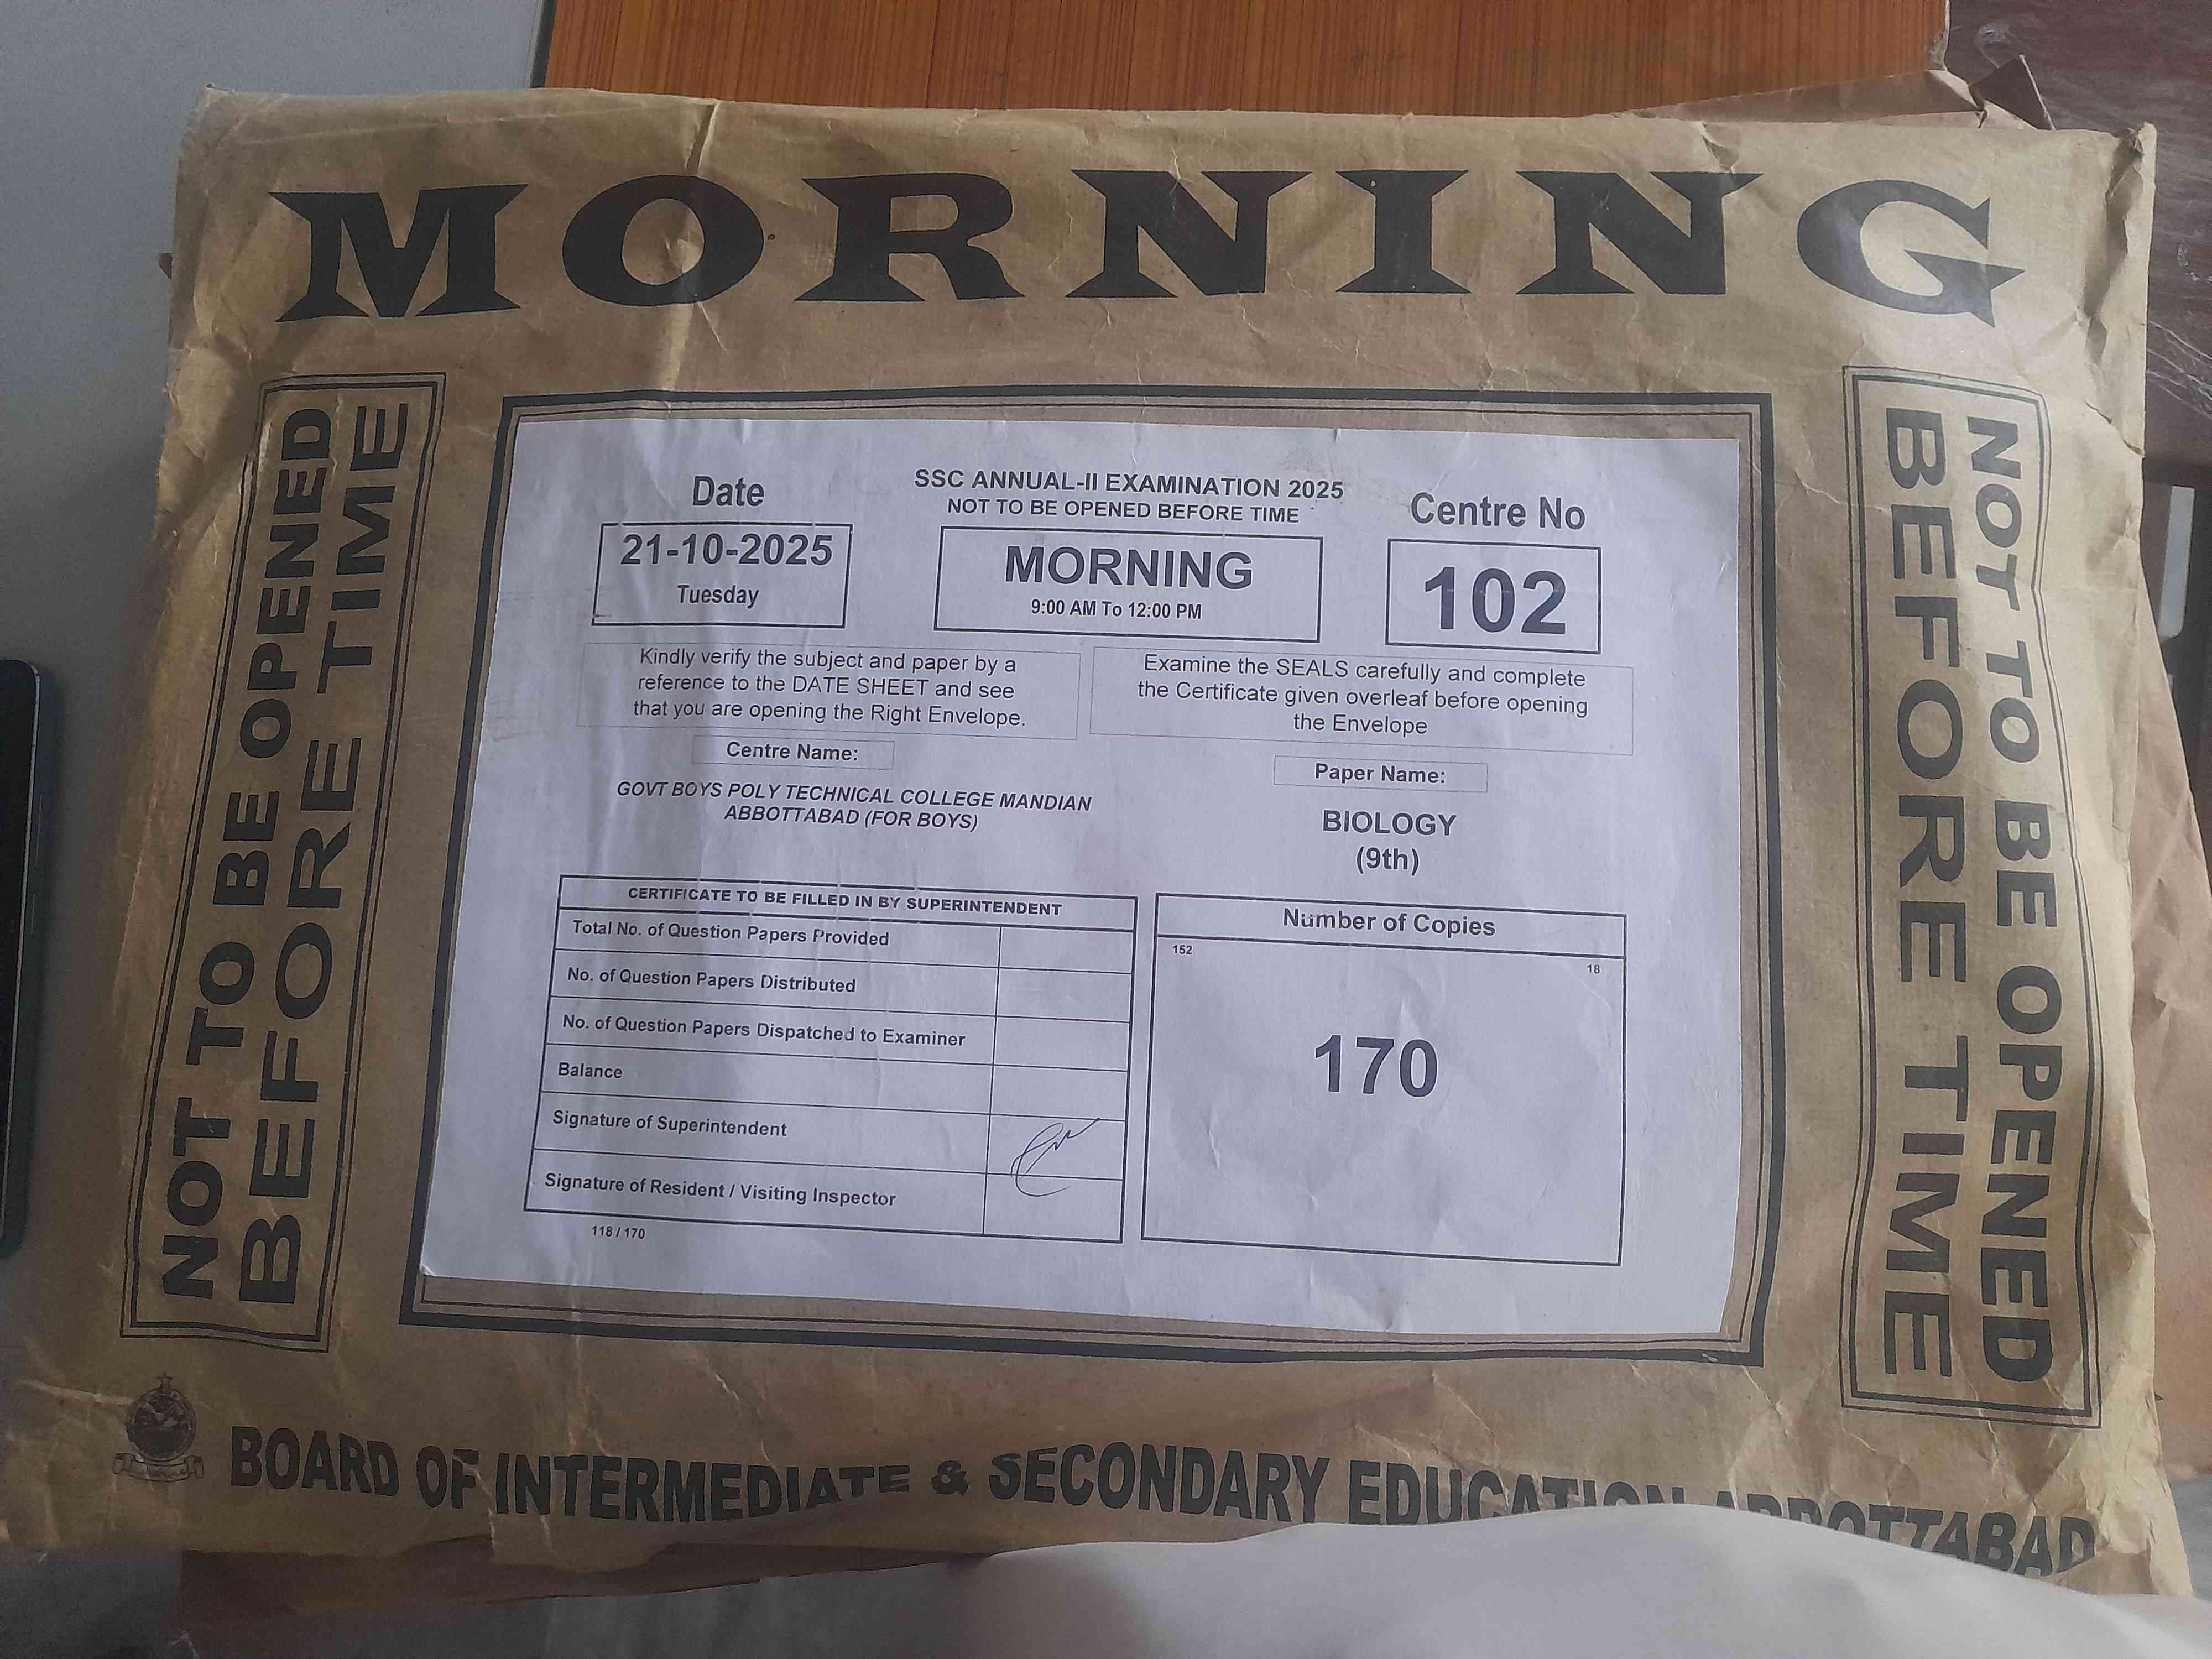 MORNING
NOT TO BE OPENED
BEFORE TIME
Date
21-10-2025
Tuesday
SSC ANNUAL-II EXAMINATION 2025
NOT TO BE OPENED BEFORE TIME
MORNING
9:00 AM To 12:00 PM
Centre No
102
Kindly verify the subject and paper by a
reference to the DATE SHEET and see
that you are opening the Right Envelope.
Examine the SEALS carefully and complete
the Certificate given overleaf before opening
the Envelope
Centre Name:
GOVT BOYS POLY TECHNICAL COLLEGE MANDIAN
ABBOTTABAD (FOR BOYS)
Paper Name:
BIOLOGY
(9th)
CERTIFICATE TO BE FILLED IN BY SUPERINTENDENT
Total No. of Question Papers Provided
No. of Question Papers Distributed
No. of Question Papers Dispatched to Examiner
Balance
Signature of Superintendent
Signature of Resident / Visiting Inspector
118 / 170
Number of Copies
152
18
170
NOT TO BE OPENED
BEFORE TIME
BOARD OF INTERMEDIATE & SECONDARY EDUCATION ABBOTTABAD